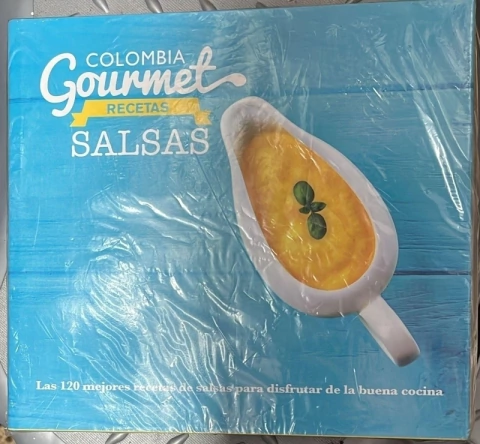 COLOMBIA
Gourmet
RECETAS
SALSAS
Las 120 mejores recetas de salsas para disfrutar de la buena cocina